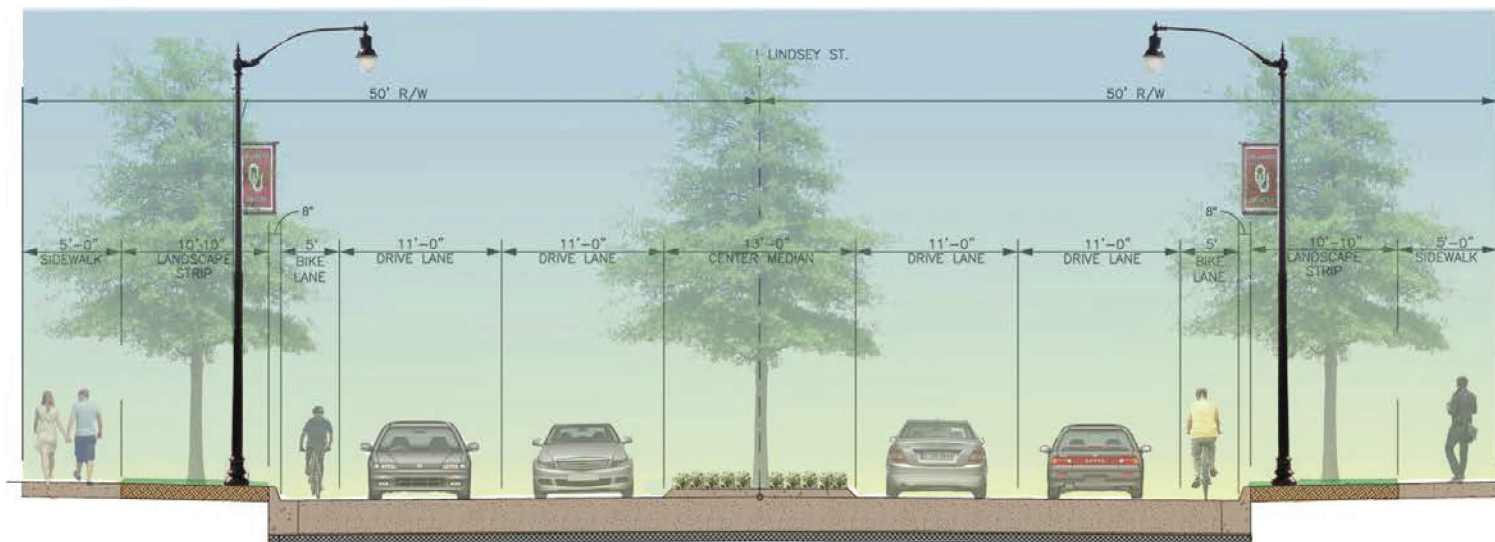 LINDSEY ST.
50' R/W
50' R/W
8"
8"
5'-0"
SIDEWALK
10'-10"
LANDSCAPE
STRIP
5'
BIKE
LANE
11'-0"
DRIVE LANE
11'-0"
DRIVE LANE
13'-0"
CENTER MEDIAN
11'-0"
DRIVE LANE
11'-0"
DRIVE LANE
5'
BIKE
LANE
10'-10"
LANDSCAPE
STRIP
5'-0"
SIDEWALK
OU
OU